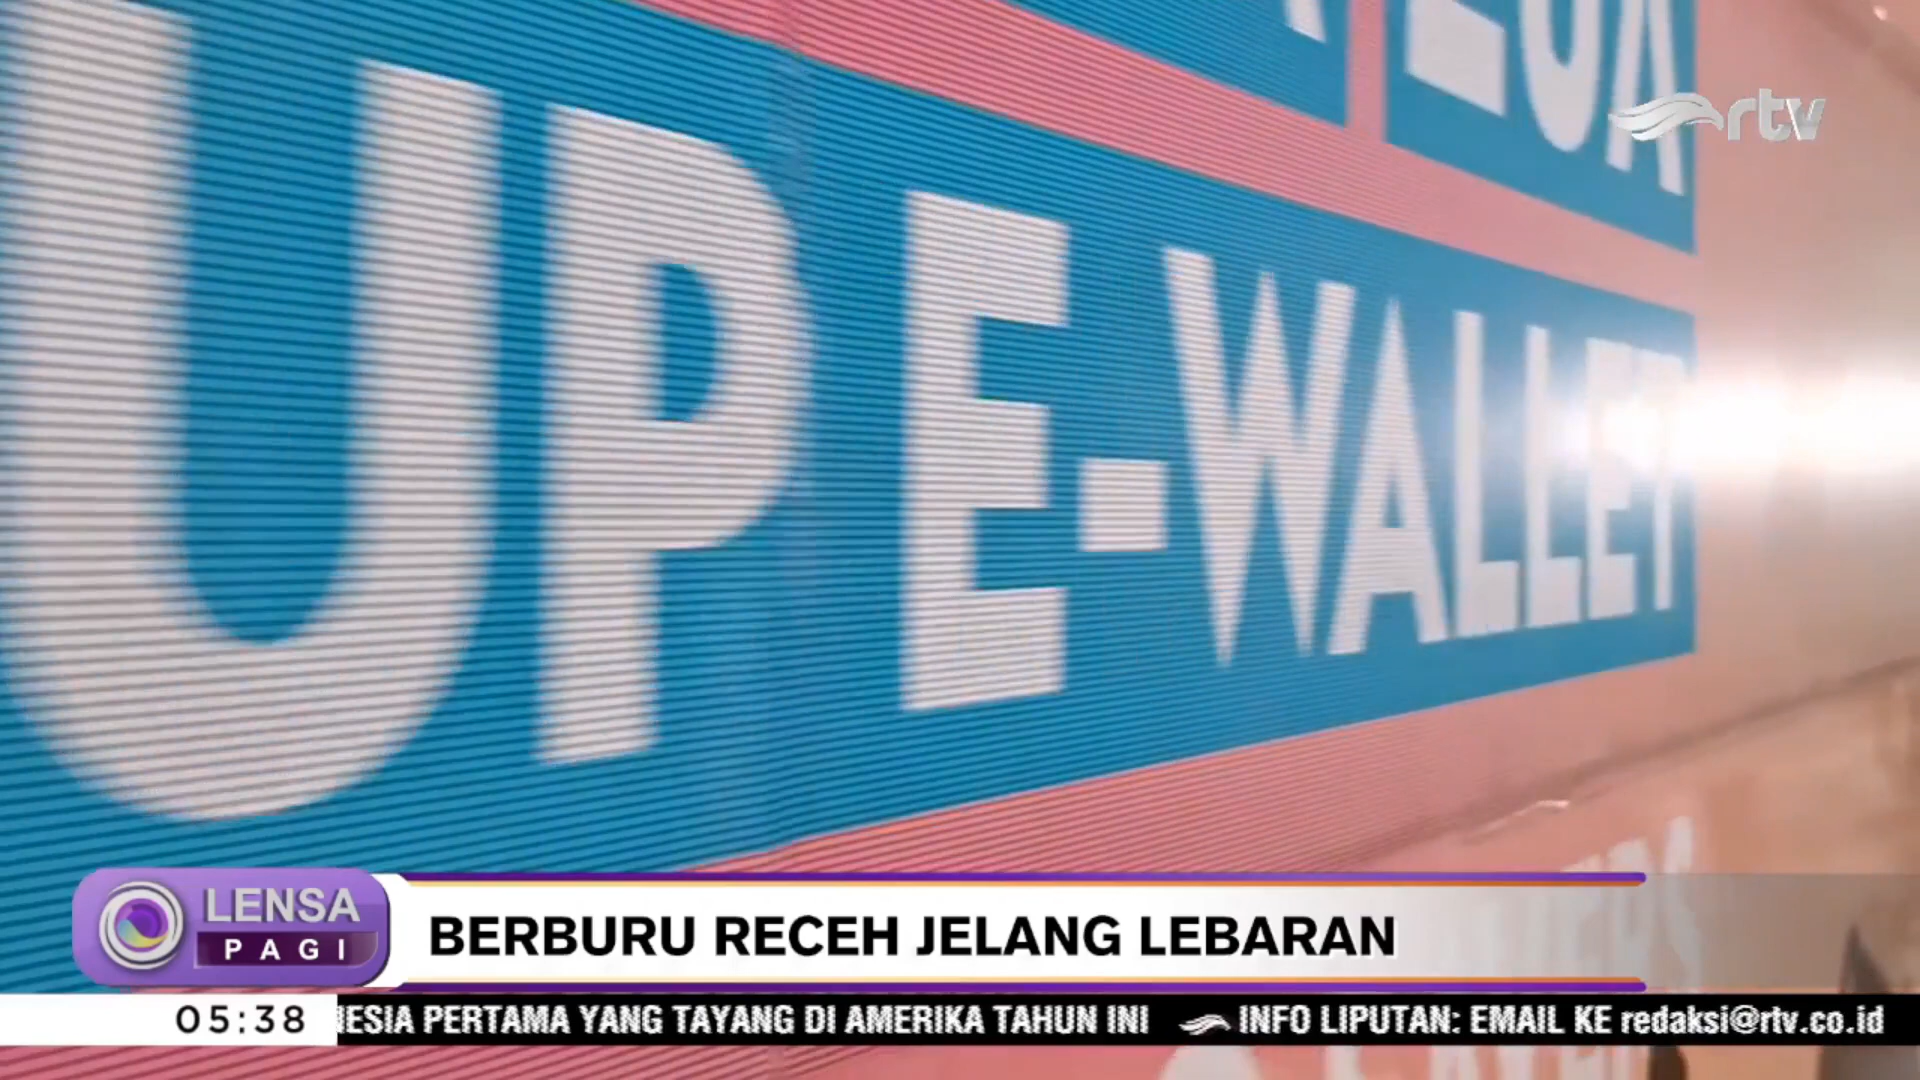 rtv
UP E-WALLET
LENSA
PAGI
BERBURU RECEH JELANG LEBARAN
05:38
NESIA PERTAMA YANG TAYANG DI AMERIKA TAHUN INI INFO LIPUTAN: EMAIL KE redaksi@rtv.co.id